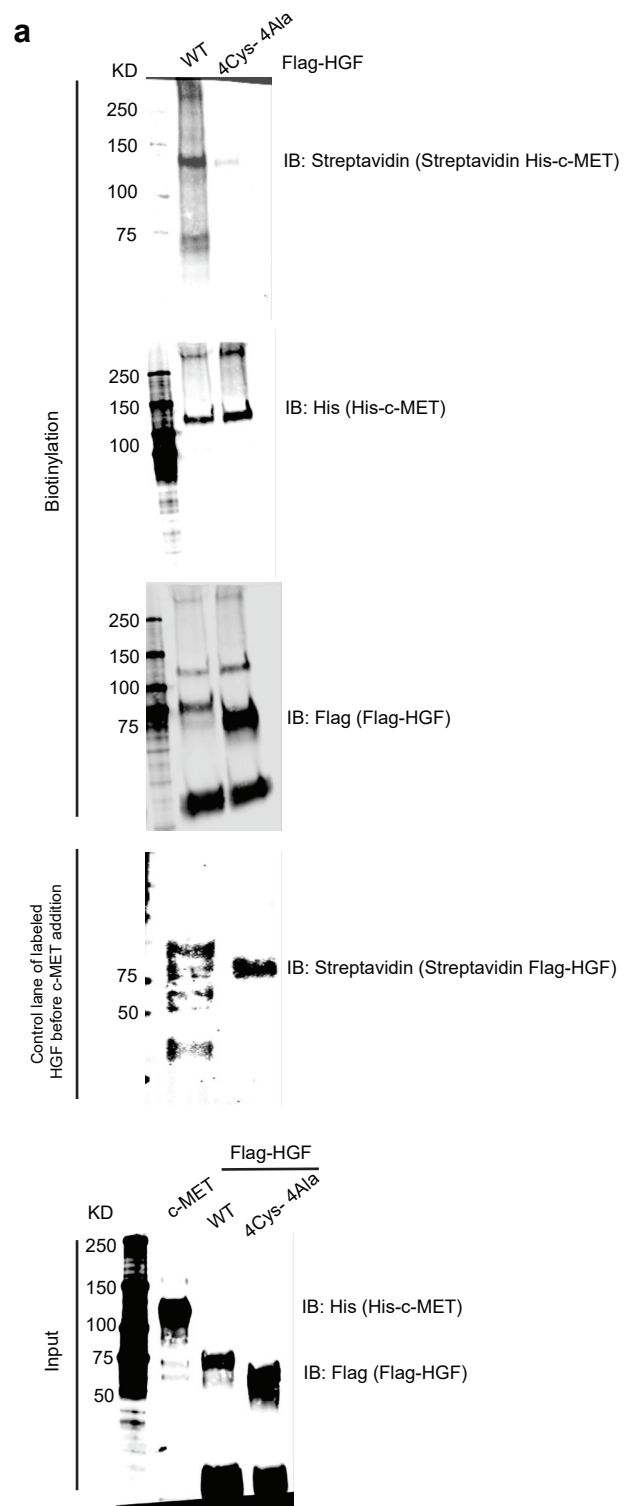 a
WT 4Cys- 4Ala Flag-HGF
KD
250
150
100
75
IB: Streptavidin (Streptavidin His-c-MET)
250
150
100
IB: His (His-c-MET)
Biotinylation
250
150
100
75
IB: Flag (Flag-HGF)
Control lane of labeled
HGF before c-MET addition
75
50
IB: Streptavidin (Streptavidin Flag-HGF)
Flag-HGF
KD c-MET WT 4Cys- 4Ala
250
150
100
75
50
IB: His (His-c-MET)
IB: Flag (Flag-HGF)
Input